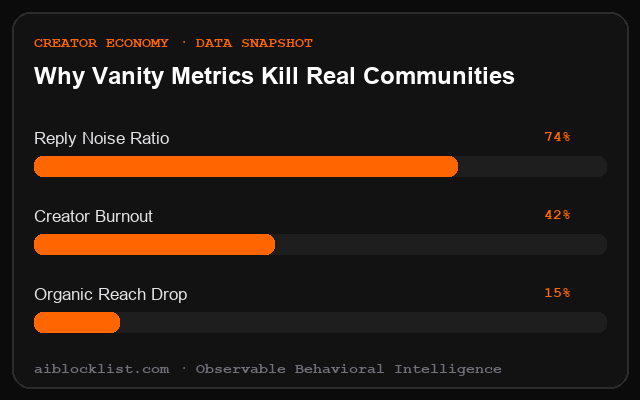 CREATOR ECONOMY · DATA SNAPSHOT
Why Vanity Metrics Kill Real Communities
Reply Noise Ratio 74%
Creator Burnout 42%
Organic Reach Drop 15%
aiblocklist.com · Observable Behavioral Intelligence